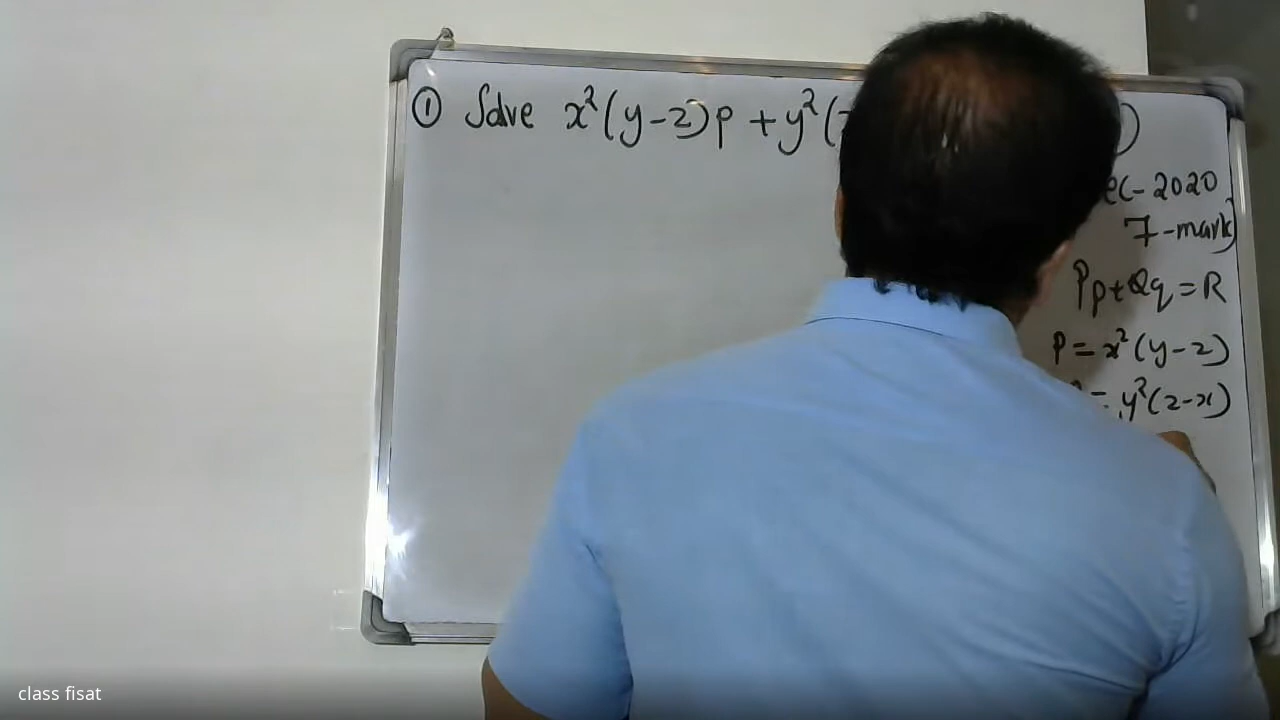 ① Solve x²(y-z)p + y²( )
2020
7-mark
Pp+Qq=R
P = x²(y-z)
= y²(z-x)
class fisat